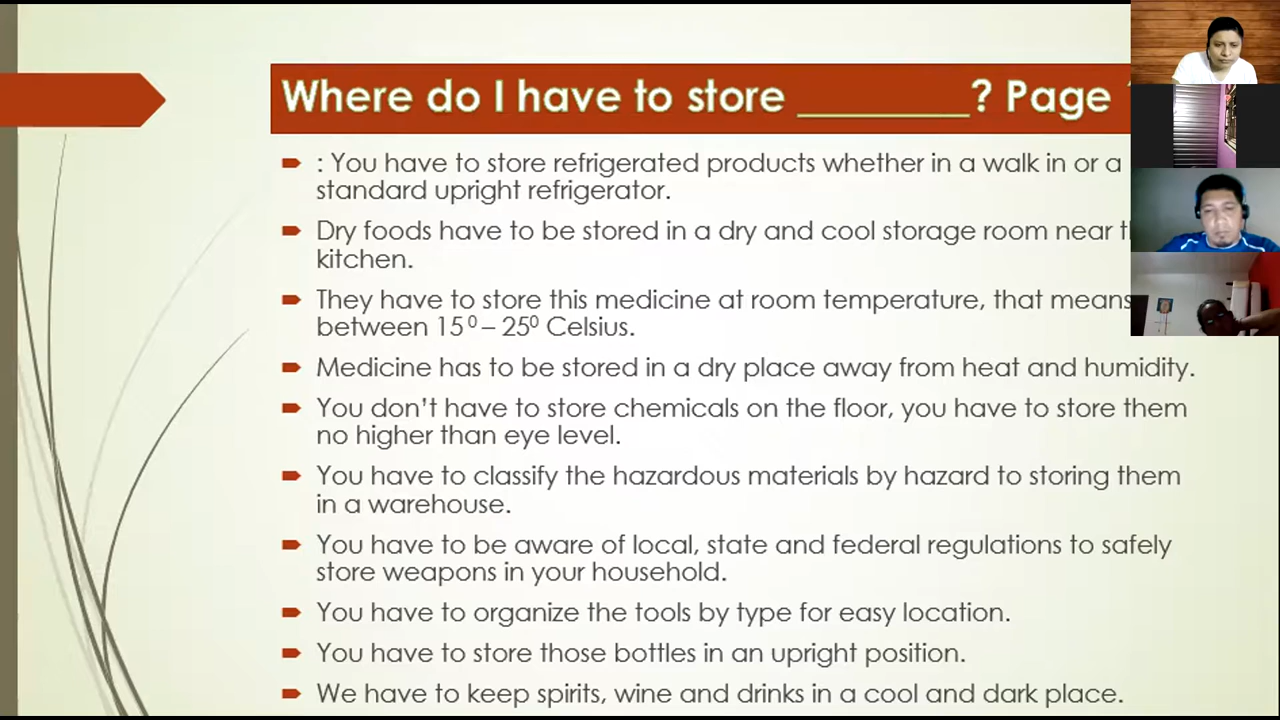 Where do I have to store ________? Page
: You have to store refrigerated products whether in a walk in or a
standard upright refrigerator.
Dry foods have to be stored in a dry and cool storage room near
kitchen.
They have to store this medicine at room temperature, that means
between 15⁰ – 25⁰ Celsius.
Medicine has to be stored in a dry place away from heat and humidity.
You don't have to store chemicals on the floor, you have to store them
no higher than eye level.
You have to classify the hazardous materials by hazard to storing them
in a warehouse.
You have to be aware of local, state and federal regulations to safely
store weapons in your household.
You have to organize the tools by type for easy location.
You have to store those bottles in an upright position.
We have to keep spirits, wine and drinks in a cool and dark place.